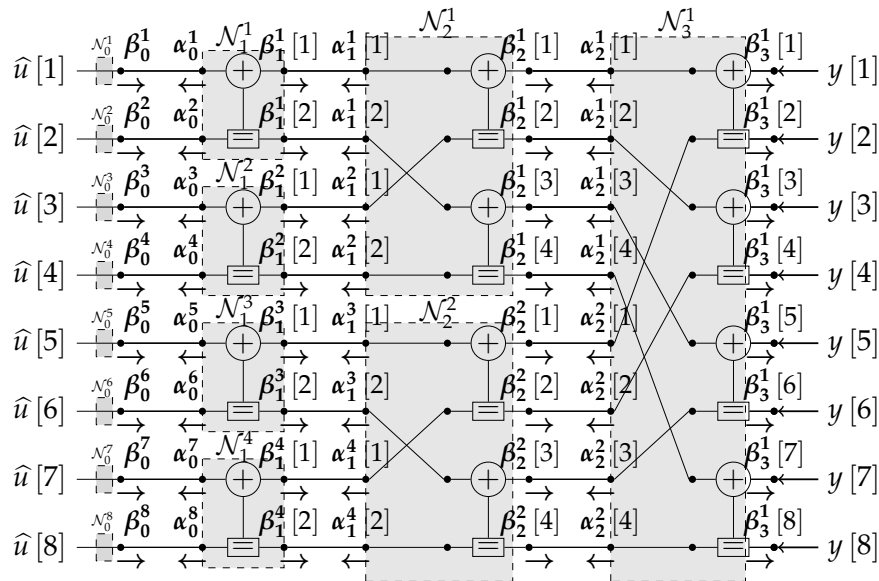 𝒩₁¹ 𝒩₂¹ 𝒩₃¹
𝒩₀¹ β₀¹ α₀¹ β₁¹[1] α₁¹[1] β₂¹[1] α₂¹[1] β₃¹[1]
û[1] + + + y[1]
𝒩₀² β₀² α₀² β₁¹[2] α₁¹[2] β₂¹[2] α₂¹[2] β₃¹[2]
û[2] = = = y[2]
𝒩₁²
𝒩₀³ β₀³ α₀³ β₁²[1] α₁²[1] β₂¹[3] α₂¹[3] β₃¹[3]
û[3] + + + y[3]
𝒩₀⁴ β₀⁴ α₀⁴ β₁²[2] α₁²[2] β₂¹[4] α₂¹[4] β₃¹[4]
û[4] = = = y[4]
𝒩₁³ 𝒩₂²
𝒩₀⁵ β₀⁵ α₀⁵ β₁³[1] α₁³[1] β₂²[1] α₂²[1] β₃¹[5]
û[5] + + + y[5]
𝒩₀⁶ β₀⁶ α₀⁶ β₁³[2] α₁³[2] β₂²[2] α₂²[2] β₃¹[6]
û[6] = = = y[6]
𝒩₁⁴
𝒩₀⁷ β₀⁷ α₀⁷ β₁⁴[1] α₁⁴[1] β₂²[3] α₂²[3] β₃¹[7]
û[7] + + + y[7]
𝒩₀⁸ β₀⁸ α₀⁸ β₁⁴[2] α₁⁴[2] β₂²[4] α₂²[4] β₃¹[8]
û[8] = = = y[8]